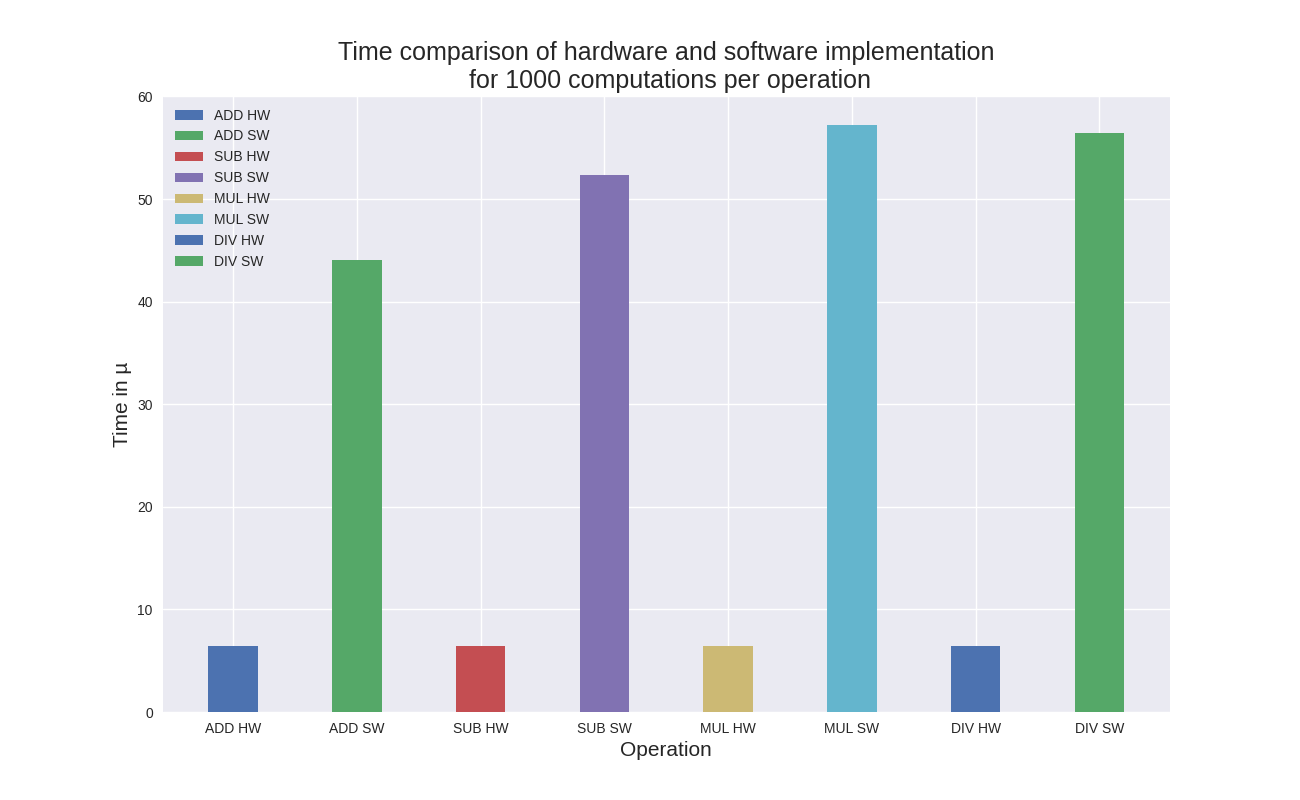 Time comparison of hardware and software implementation
for 1000 computations per operation
60
50
40
30
20
10
0
Time in µ
ADD HW
ADD SW
SUB HW
SUB SW
MUL HW
MUL SW
DIV HW
DIV SW
ADD HW ADD SW SUB HW SUB SW MUL HW MUL SW DIV HW DIV SW
Operation